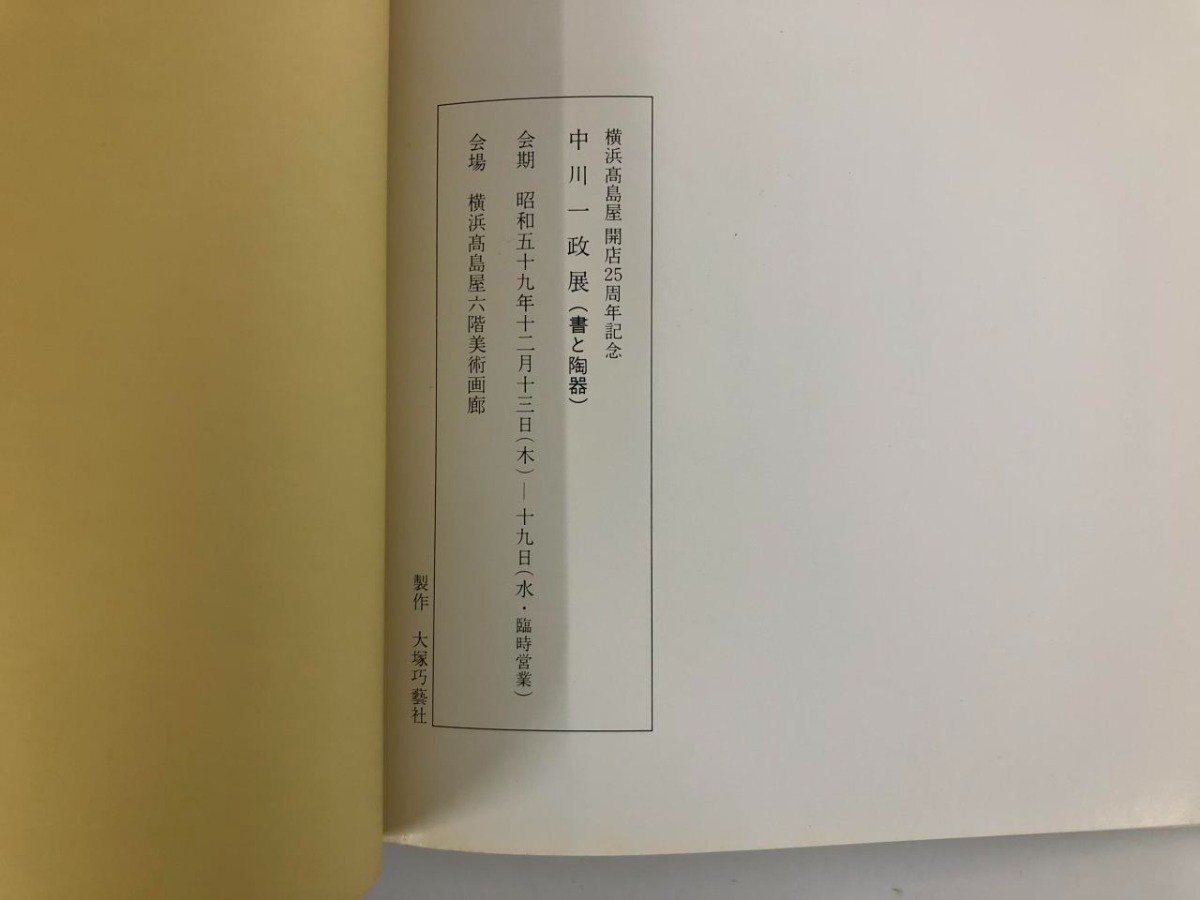 横浜髙島屋 開店25周年記念
中川一政展(書と陶器)
会期 昭和五十九年十二月十三日(木)―十九日(水・臨時営業)
会場 横浜髙島屋六階美術画廊
製作 大塚巧藝社